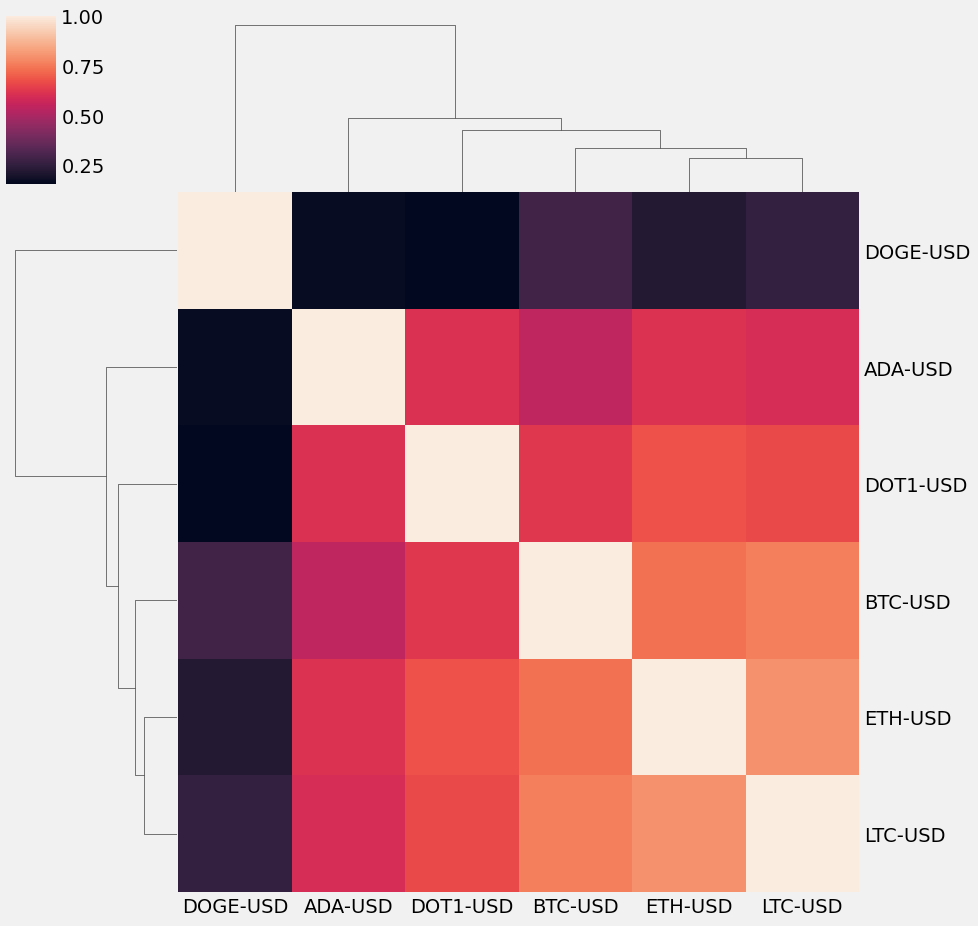 1.00
0.75
0.50
0.25
DOGE-USD
ADA-USD
DOT1-USD
BTC-USD
ETH-USD
LTC-USD
DOGE-USD ADA-USD DOT1-USD BTC-USD ETH-USD LTC-USD